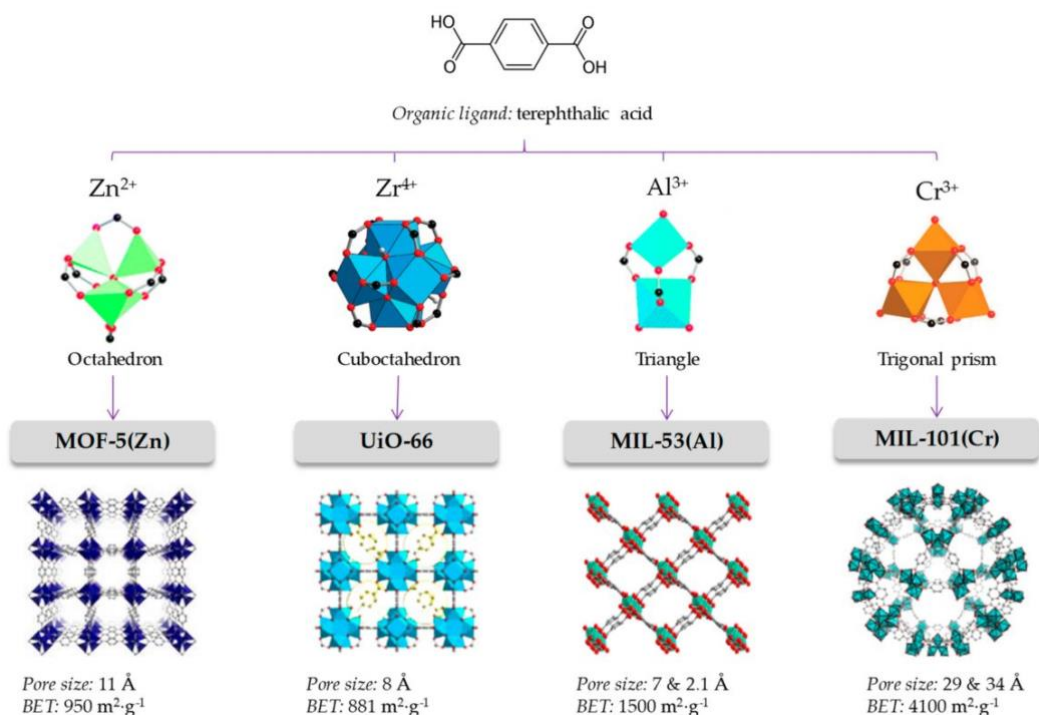 HO
O
O
OH
Organic ligand: terephthalic acid
Zn²⁺
Zr⁴⁺
Al³⁺
Cr³⁺
Octahedron
Cuboctahedron
Triangle
Trigonal prism
MOF-5(Zn)
UiO-66
MIL-53(Al)
MIL-101(Cr)
Pore size: 11 Å
BET: 950 m²·g⁻¹
Pore size: 8 Å
BET: 881 m²·g⁻¹
Pore size: 7 & 2.1 Å
BET: 1500 m²·g⁻¹
Pore size: 29 & 34 Å
BET: 4100 m²·g⁻¹